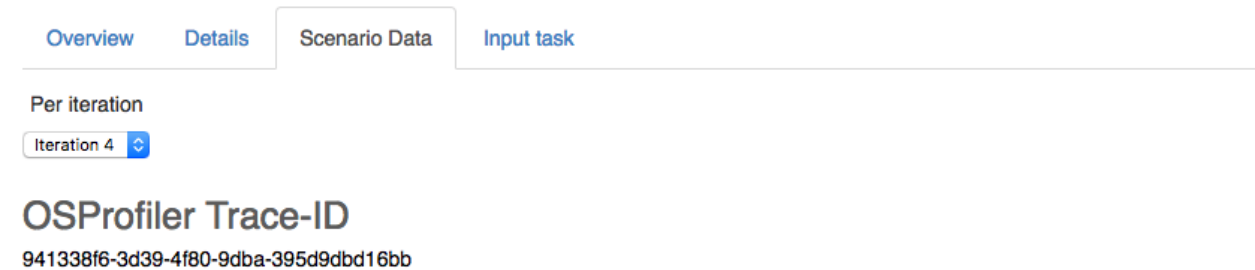 Overview Details Scenario Data Input task
Per iteration
Iteration 4
OSProfiler Trace-ID
941338f6-3d39-4f80-9dba-395d9dbd16bb